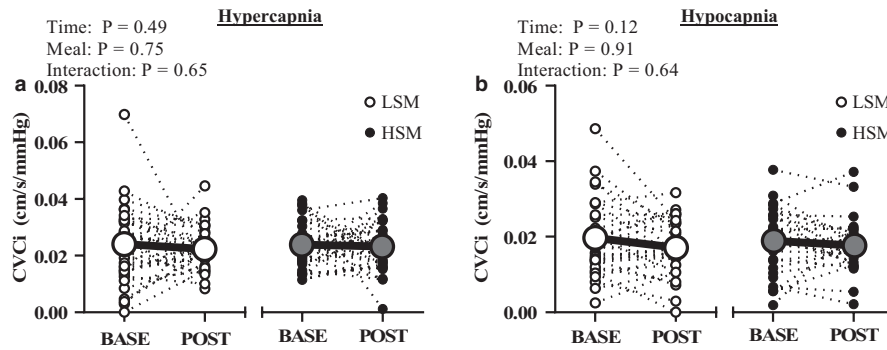 Hypercapnia
Time: P = 0.49
Meal: P = 0.75
Interaction: P = 0.65
a
0.08
0.06
0.04
0.02
0.00
CVCi (cm/s/mmHg)
LSM
HSM
BASE
POST
BASE
POST
Hypocapnia
Time: P = 0.12
Meal: P = 0.91
Interaction: P = 0.64
b
0.06
0.04
0.02
0.00
CVCi (cm/s/mmHg)
LSM
HSM
BASE
POST
BASE
POST